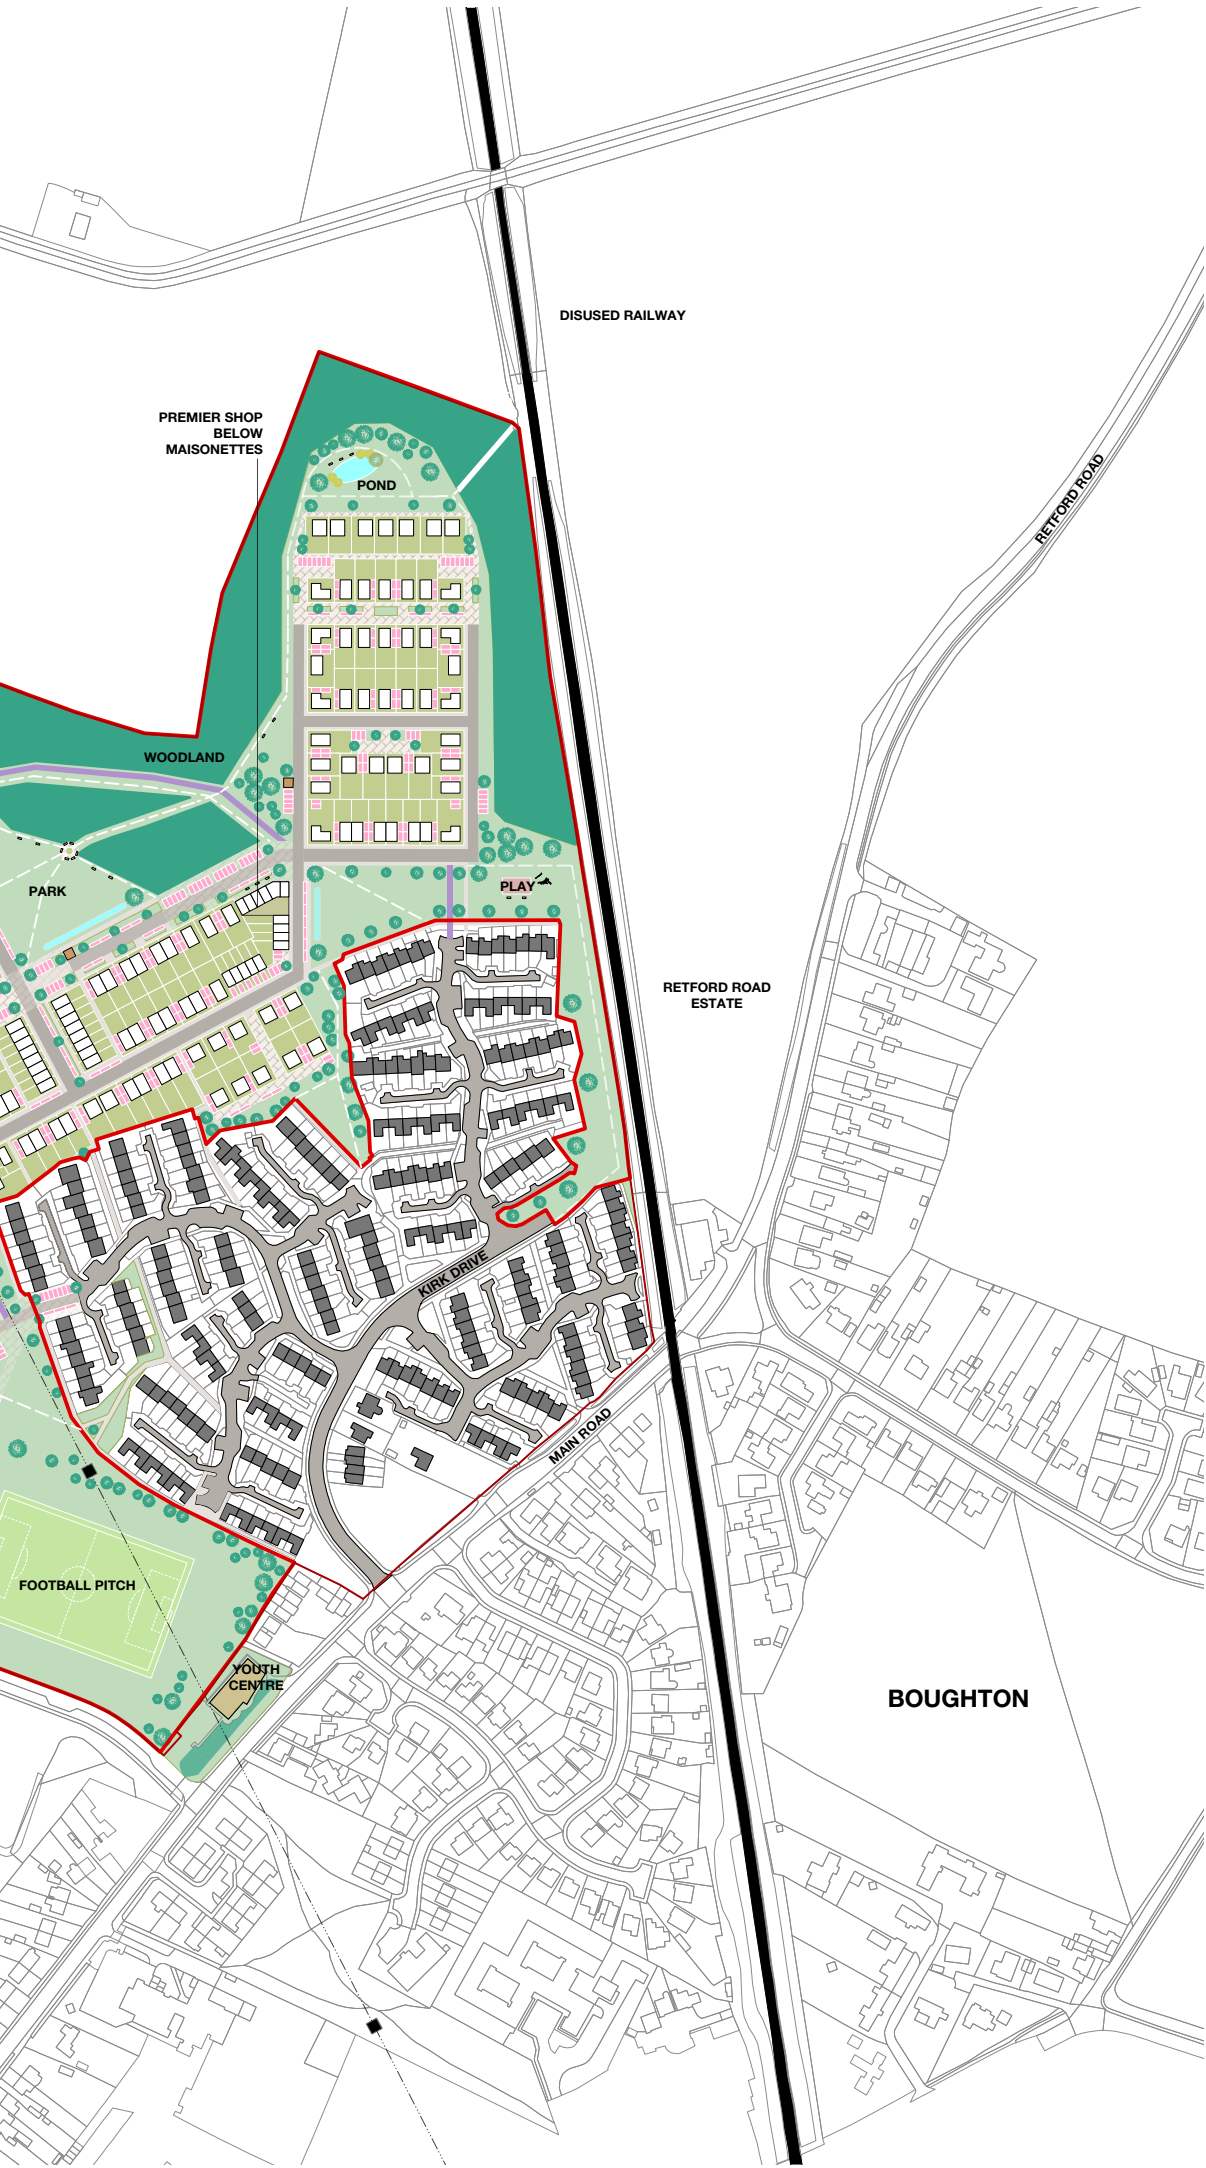 DISUSED RAILWAY
PREMIER SHOP
BELOW
MAISONETTES
RETFORD ROAD
POND
WOODLAND
PARK
PLAY
RETFORD ROAD
ESTATE
KIRK DRIVE
MAIN ROAD
FOOTBALL PITCH
YOUTH
CENTRE
BOUGHTON